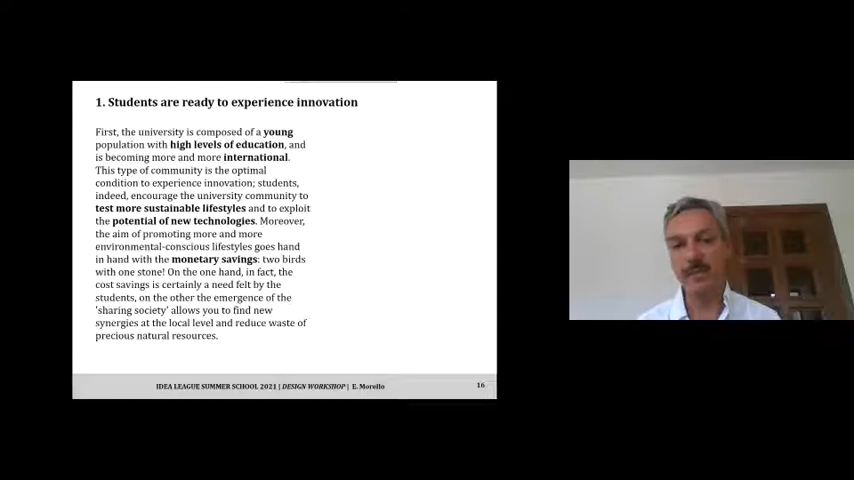 1. Students are ready to experience innovation
First, the university is composed of a young
population with high levels of education, and
is becoming more and more international.
This type of community is the optimal
condition to experience innovation; students,
indeed, encourage the university community to
test more sustainable lifestyles and to exploit
the potential of new technologies. Moreover,
the aim of promoting more and more
environmental-conscious lifestyles goes hand
in hand with the monetary savings: two birds
with one stone! On the one hand, in fact, the
cost savings is certainly a need felt by the
students, on the other the emergence of the
'sharing society' allows you to find new
synergies at the local level and reduce waste of
precious natural resources.
IDEA LEAGUE SUMMER SCHOOL 2021 | DESIGN WORKSHOP | E. Morello
16